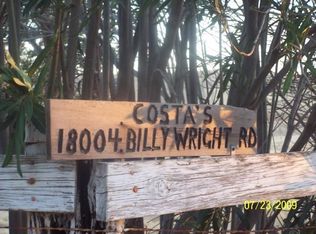 COSTA'S
18004 BILLY WRIGHT RD
07/23/2009